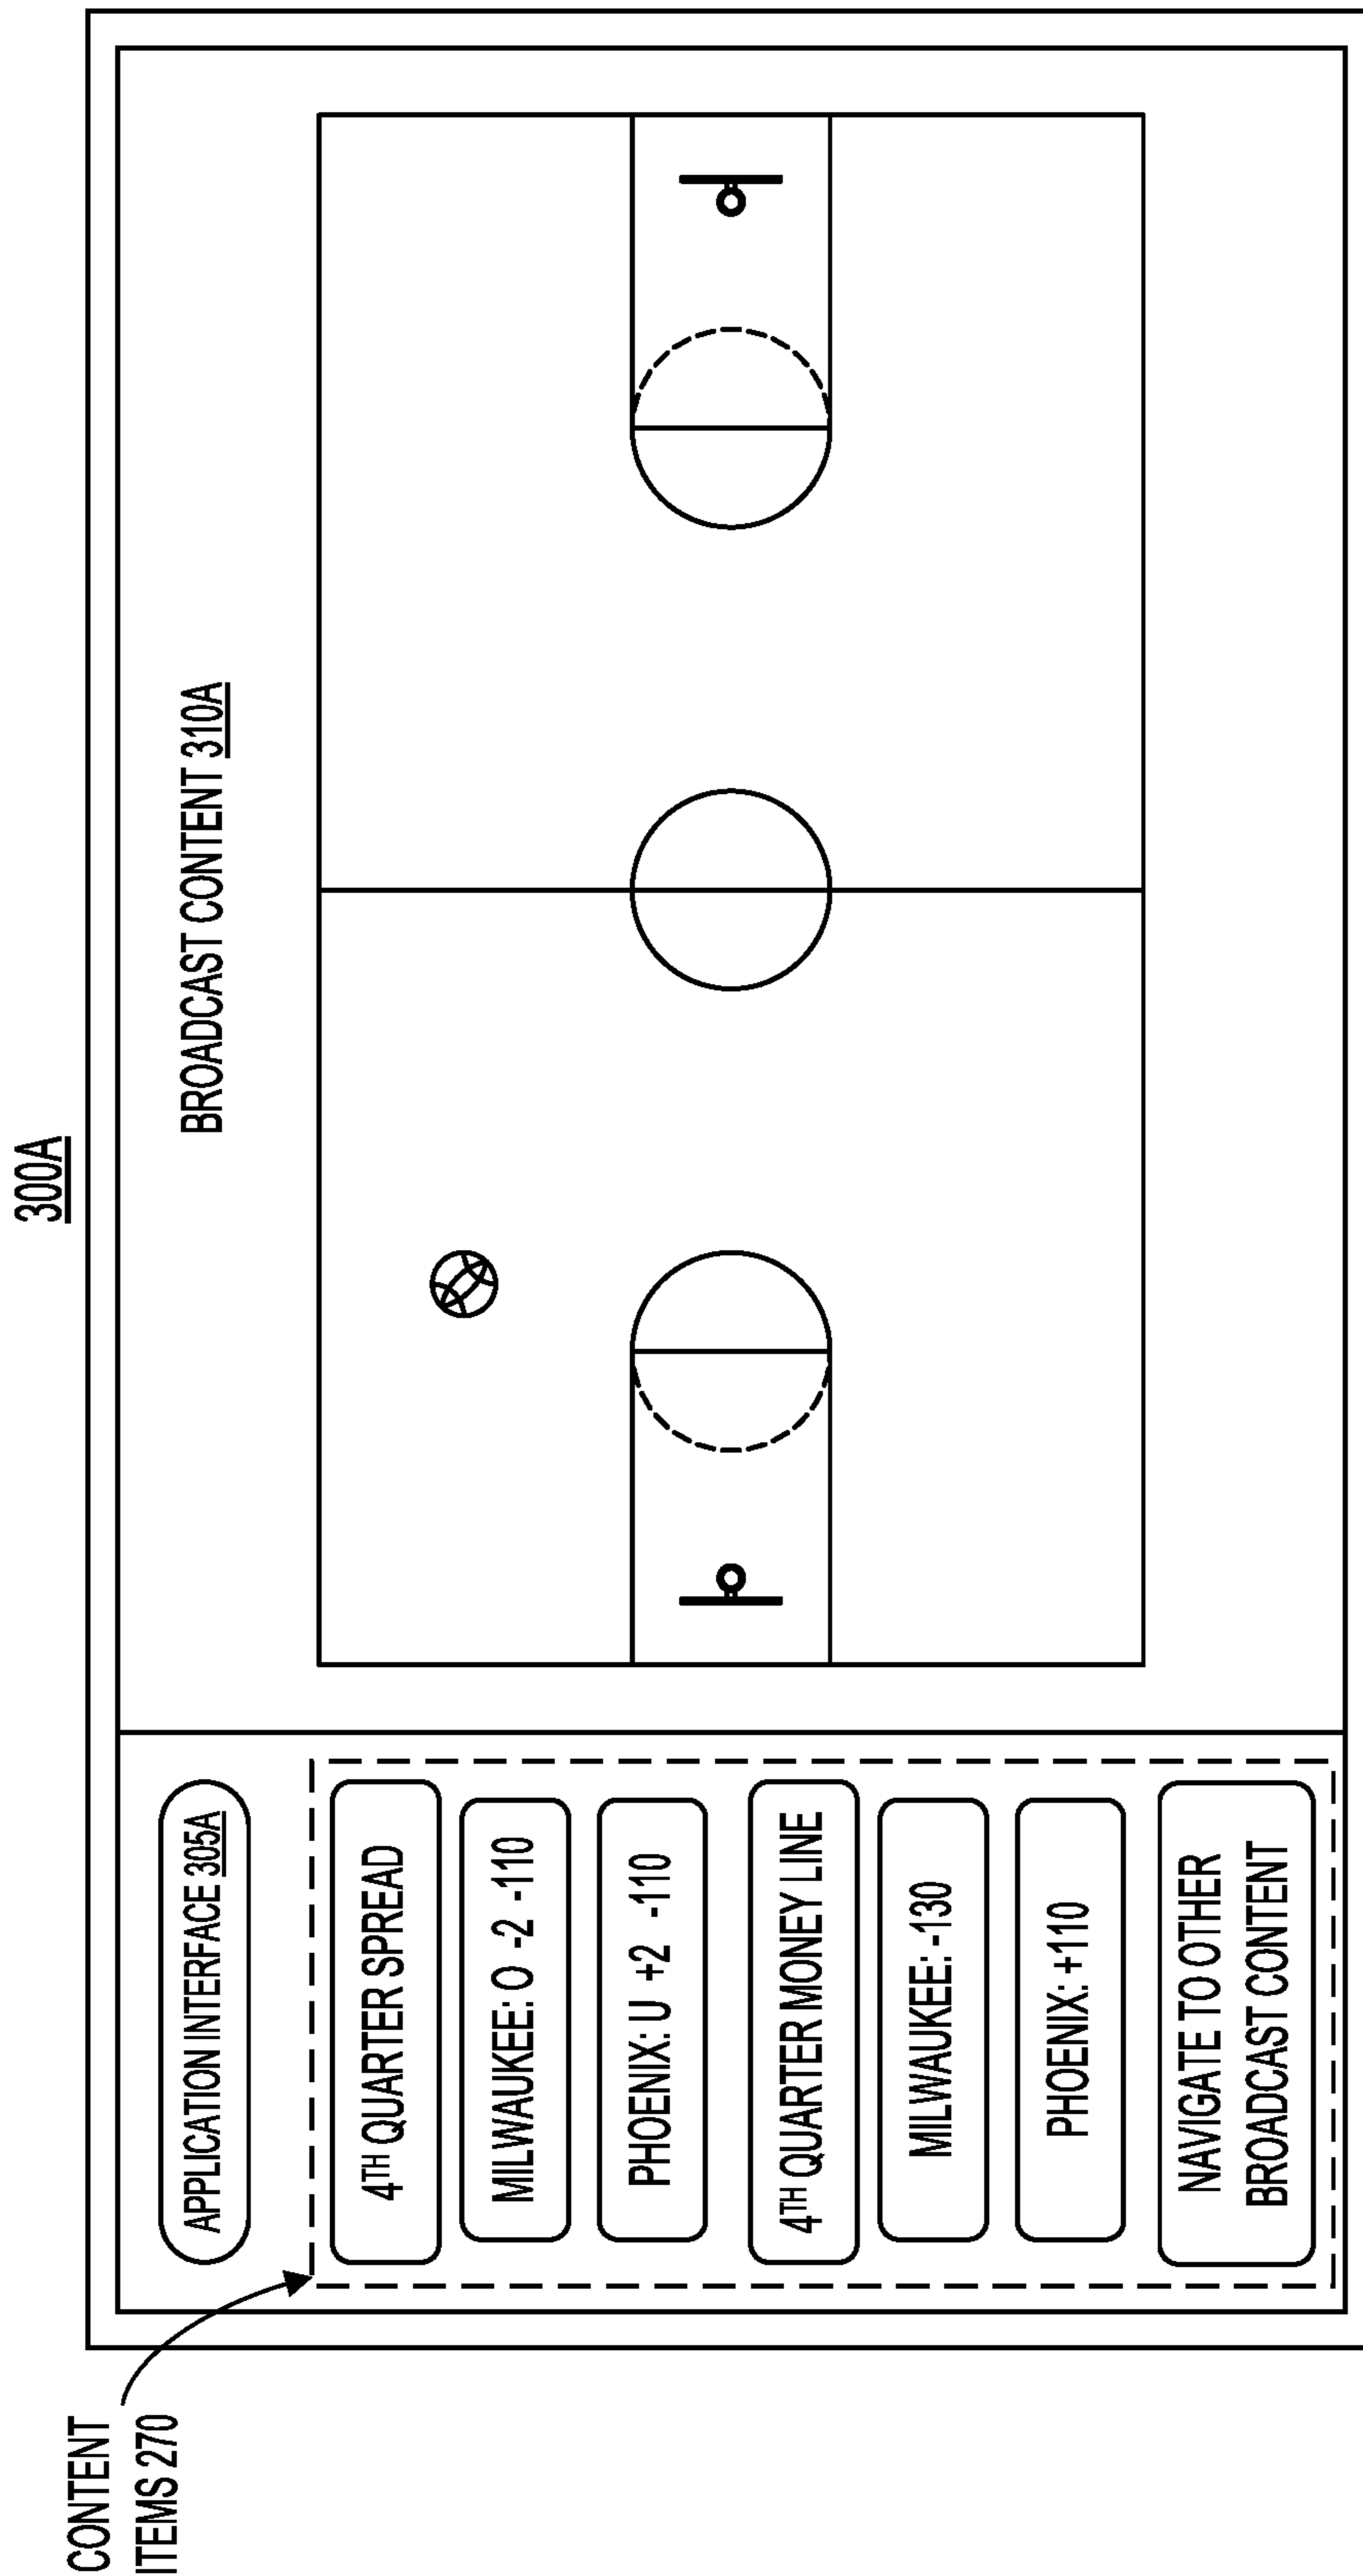 300A
CONTENT
ITEMS 270
APPLICATION INTERFACE 305A
4TH QUARTER SPREAD
MILWAUKEE: O -2 -110
PHOENIX: U +2 -110
4TH QUARTER MONEY LINE
MILWAUKEE: -130
PHOENIX: +110
NAVIGATE TO OTHER
BROADCAST CONTENT
BROADCAST CONTENT 310A